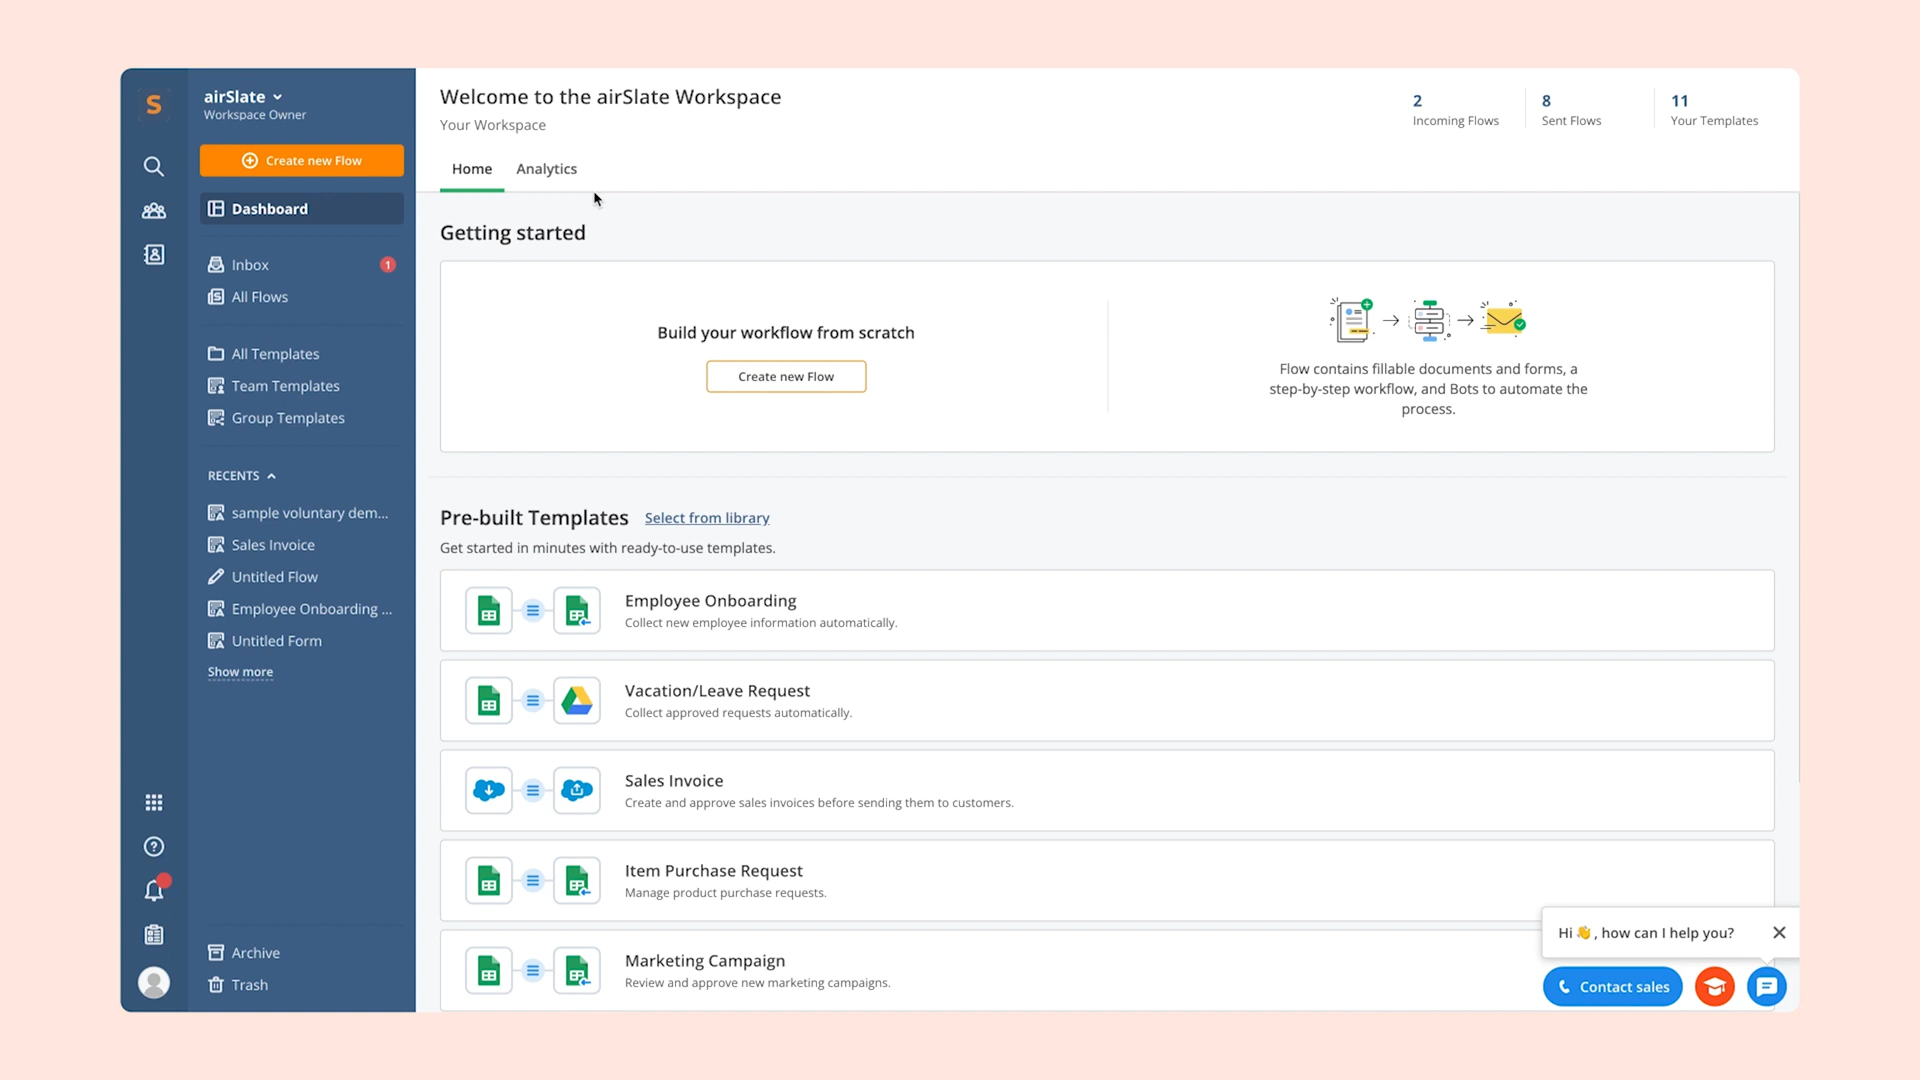 S
airSlate
Workspace Owner
Create new Flow
Dashboard
Inbox
1
All Flows
All Templates
Team Templates
Group Templates
RECENTS
sample voluntary dem...
Sales Invoice
Untitled Flow
Employee Onboarding ...
Untitled Form
Show more
Archive
Trash
Welcome to the airSlate Workspace
Your Workspace
2
Incoming Flows
8
Sent Flows
11
Your Templates
Home
Analytics
Getting started
Build your workflow from scratch
Create new Flow
Flow contains fillable documents and forms, a
step-by-step workflow, and Bots to automate the
process.
Pre-built Templates
Select from library
Get started in minutes with ready-to-use templates.
Employee Onboarding
Collect new employee information automatically.
Vacation/Leave Request
Collect approved requests automatically.
Sales Invoice
Create and approve sales invoices before sending them to customers.
Item Purchase Request
Manage product purchase requests.
Marketing Campaign
Review and approve new marketing campaigns.
Hi 👋, how can I help you?
Contact sales